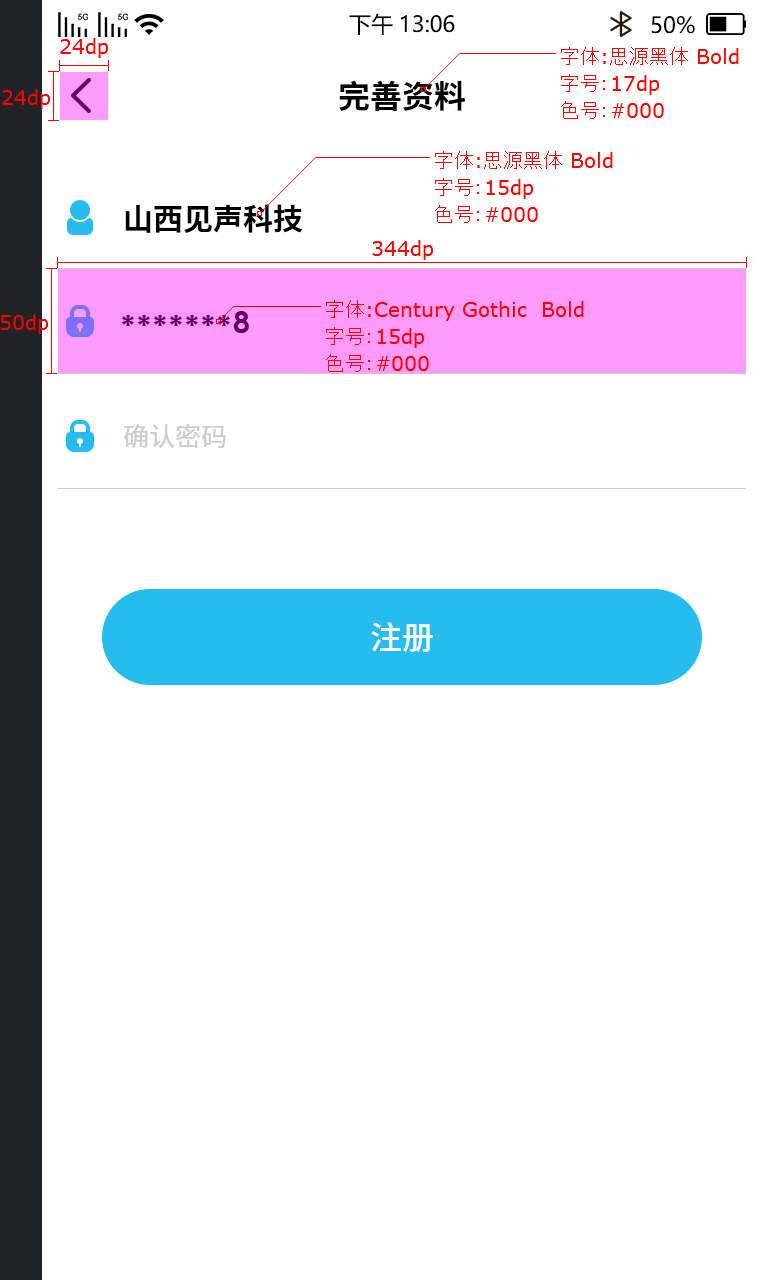 5G 5G 下午 13:06 50%
24dp
字体:思源黑体 Bold
字号:17dp
色号:#000
24dp
完善资料
字体:思源黑体 Bold
字号:15dp
色号:#000
山西见声科技
344dp
50dp
*******8
字体:Century Gothic  Bold
字号:15dp
色号:#000
确认密码
注册